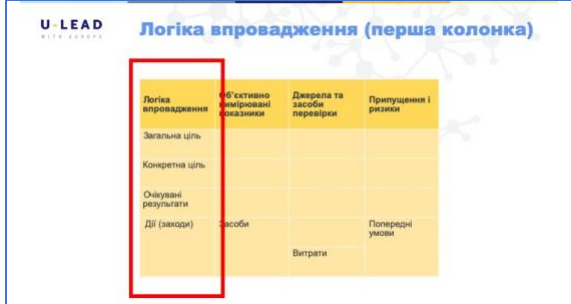 U-LEAD
WITH EUROPE
Логіка впровадження (перша колонка)
Логіка
впровадження
Об'єктивно
вимірювані
показники
Джерела та
засоби
перевірки
Припущення і
ризики
Загальна ціль
Конкретна ціль
Очікувані
результати
Дії (заходи)
Засоби
Попередні
умови
Витрати